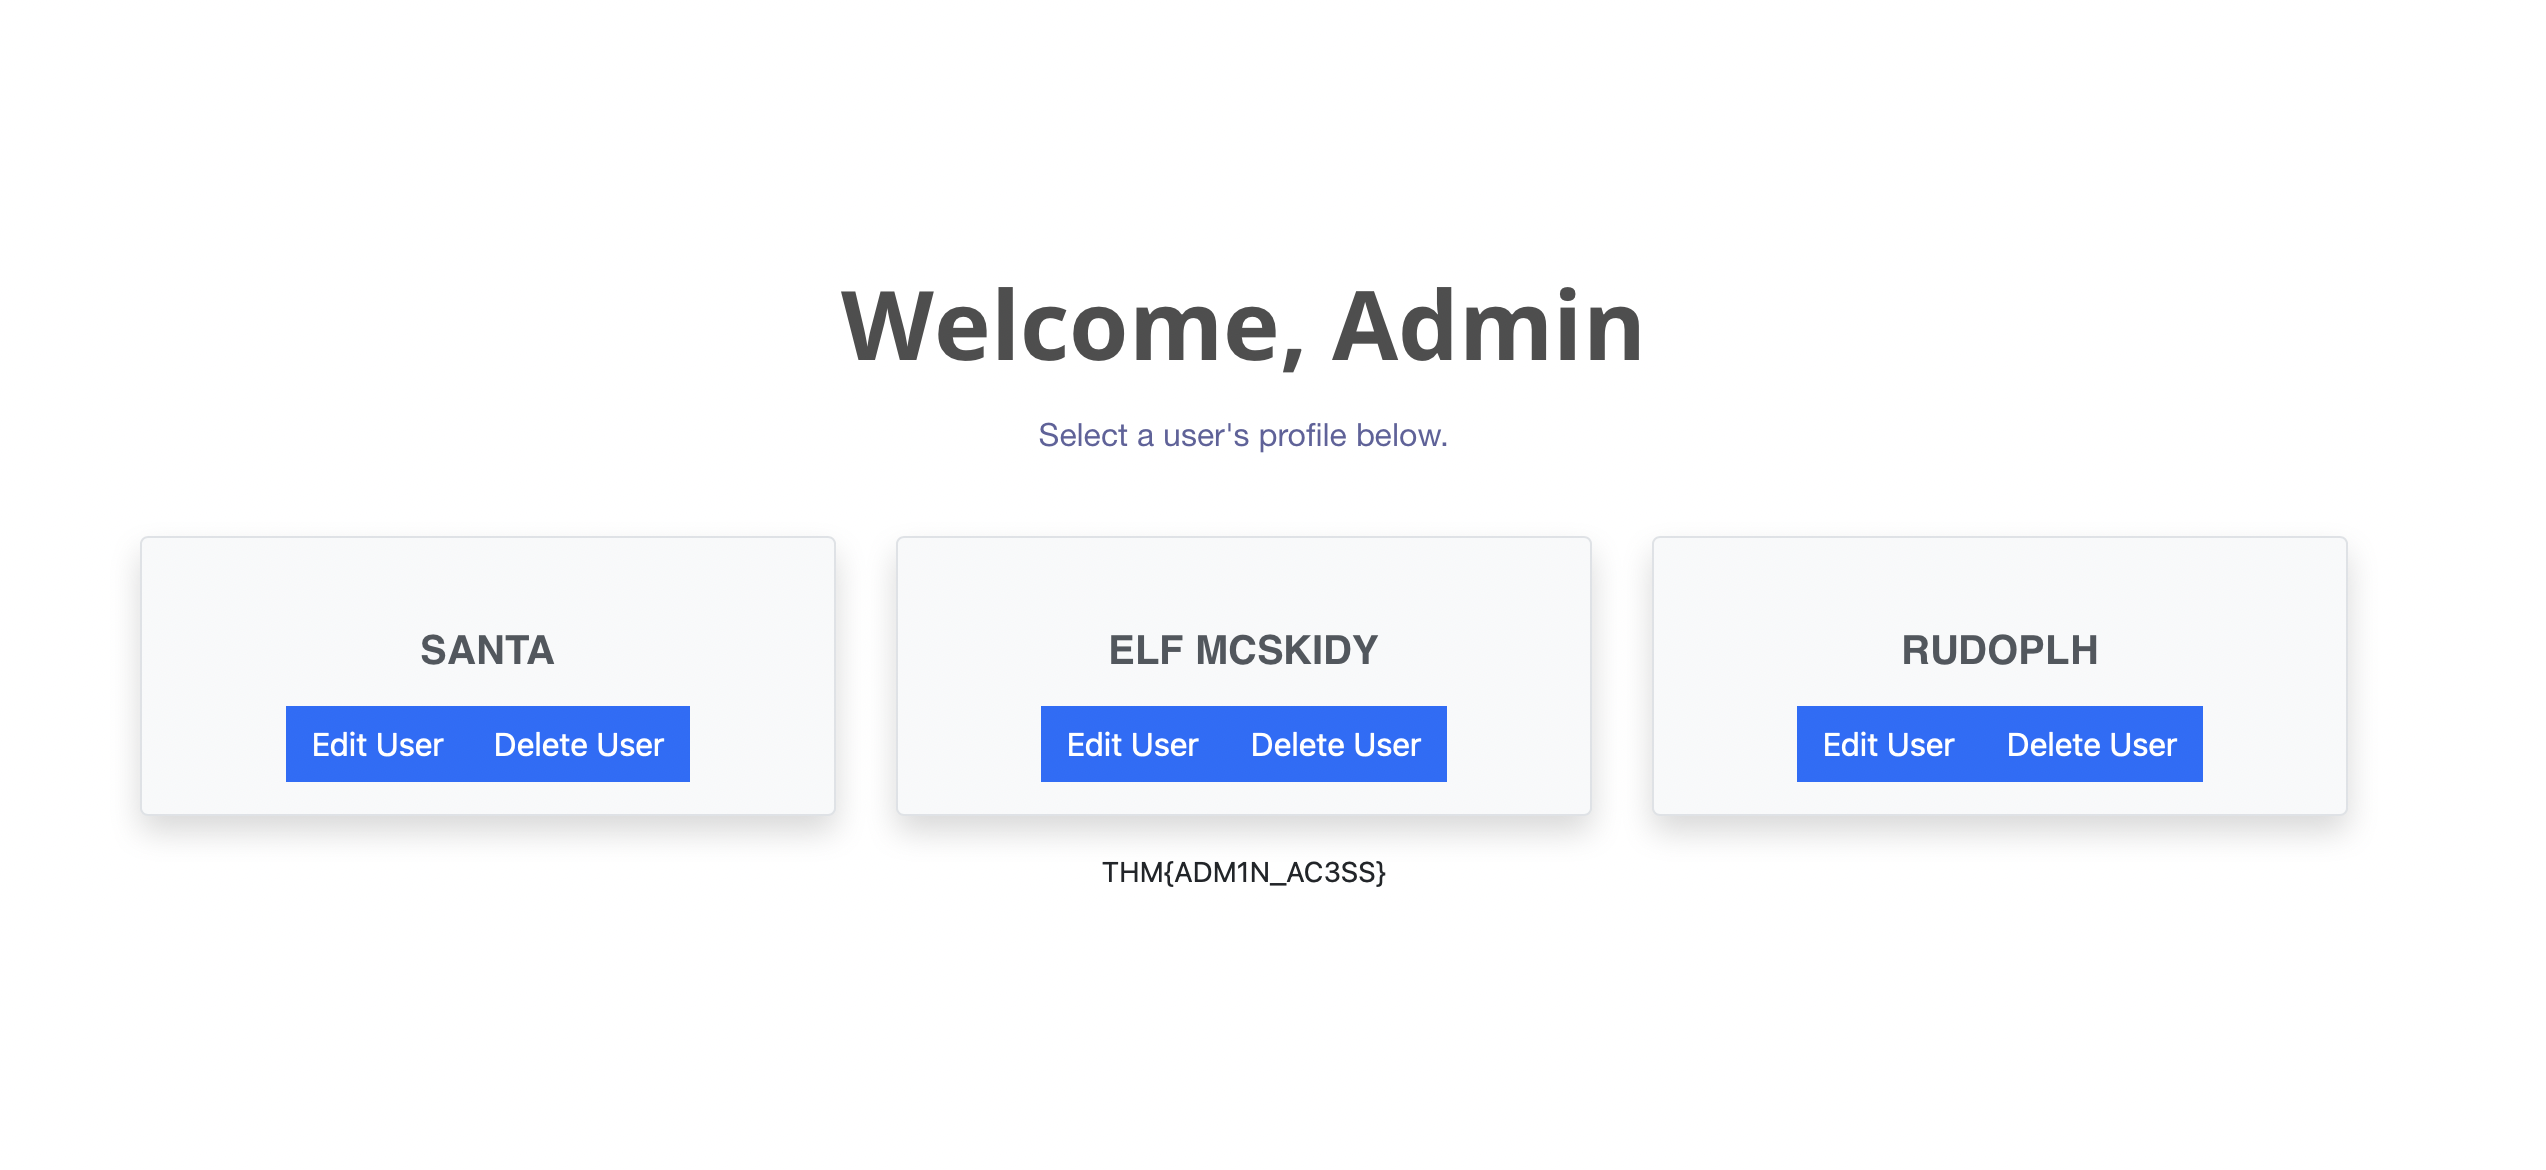 Welcome, Admin
Select a user's profile below.
SANTA
Edit User Delete User
ELF MCSKIDY
Edit User Delete User
RUDOPLH
Edit User Delete User
THM{ADM1N_AC3SS}